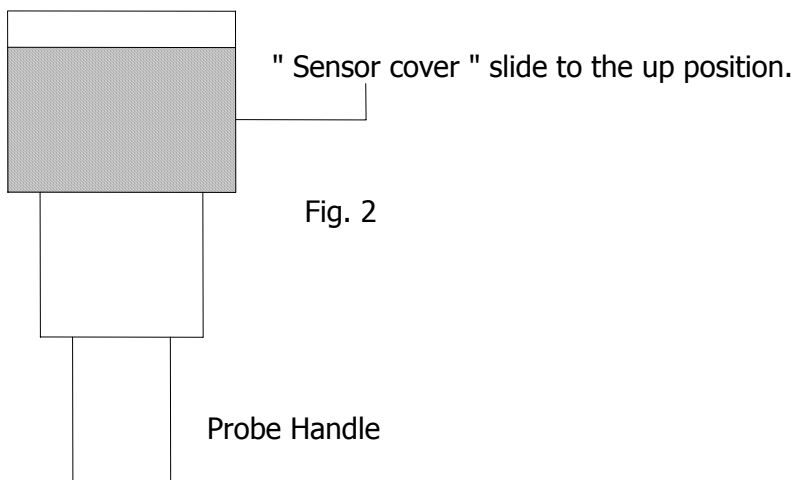 " Sensor cover " slide to the up position.
Fig. 2
Probe Handle